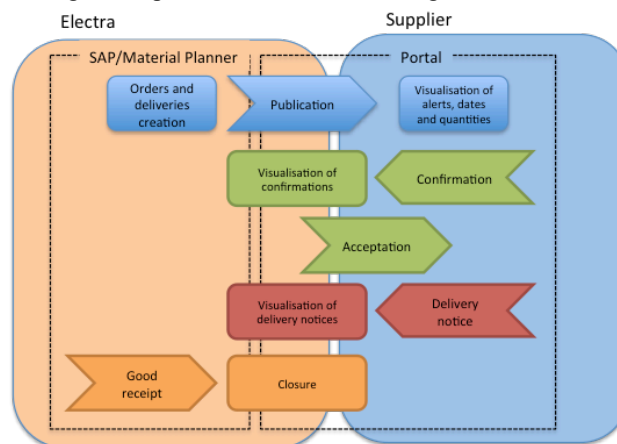 Electra
Supplier
SAP/Material Planner
Portal
Orders and
deliveries
creation
Publication
Visualisation of
alerts, dates
and quantities
Visualisation of
confirmations
Confirmation
Acceptation
Visualisation of
delivery notices
Delivery
notice
Good
receipt
Closure